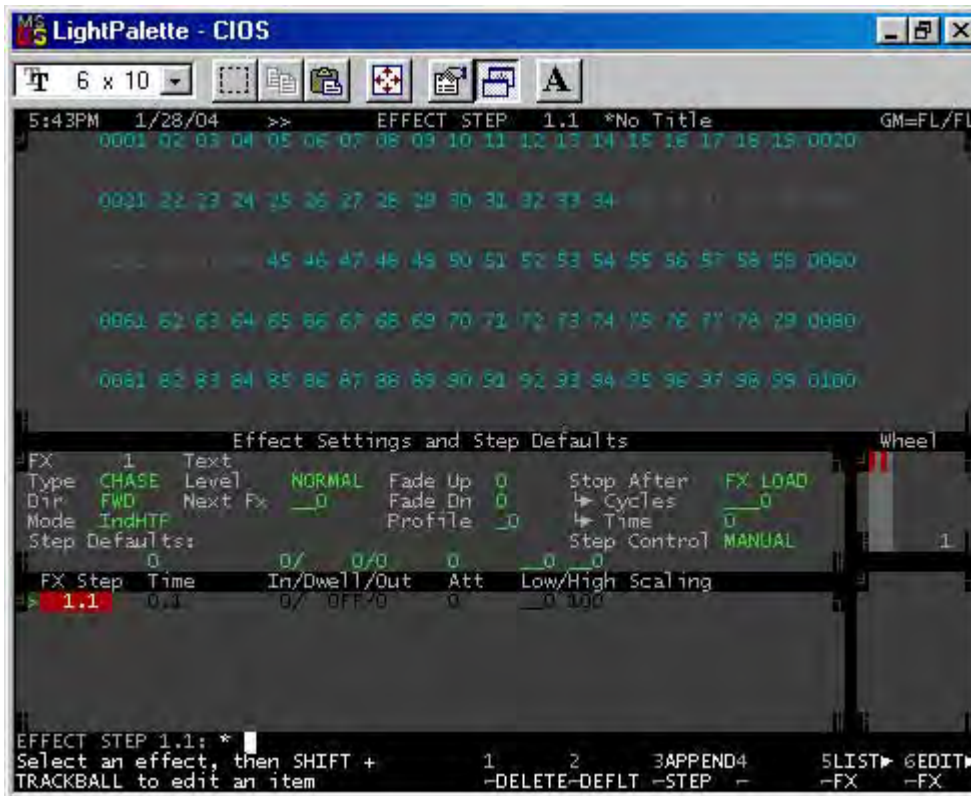 LightPalette - CIOS
6 x 10
5:43PM 1/28/04 >> EFFECT STEP 1.1 *No Title GM=FL/FL
0001 02 03 04 05 06 07 08 09 10 11 12 13 14 15 16 17 18 19 0020
0021 22 23 24 25 26 27 28 29 30 31 32 33 34
45 46 47 48 49 50 51 52 53 54 55 56 57 58 59 0060
0061 62 63 64 65 66 67 68 69 70 71 72 73 74 75 76 77 78 79 0080
0081 82 83 84 85 86 87 88 89 90 91 92 93 94 95 96 97 98 99 0100
Effect Settings and Step Defaults Wheel
FX 1 Text
Type CHASE Level NORMAL Fade Up 0 Stop After FX LOAD
Dir FWD Next Fx __0 Fade Dn 0 ↳ Cycles ___0
Mode IndHTP Profile _0 ↳ Time 0
Step Defaults: Step Control MANUAL 1
0 0/ 0/0 0 __0 __0
FX Step Time In/Dwell/Out Att Low/High Scaling
> 1.1 0.1 0/ OFF/0 0 __0 100
EFFECT STEP 1.1: *
Select an effect, then SHIFT + 1 2 3APPEND4 5LIST▶ 6EDIT▶
TRACKBALL to edit an item ─DELETE─DEFLT ─STEP ─ ─FX ─FX